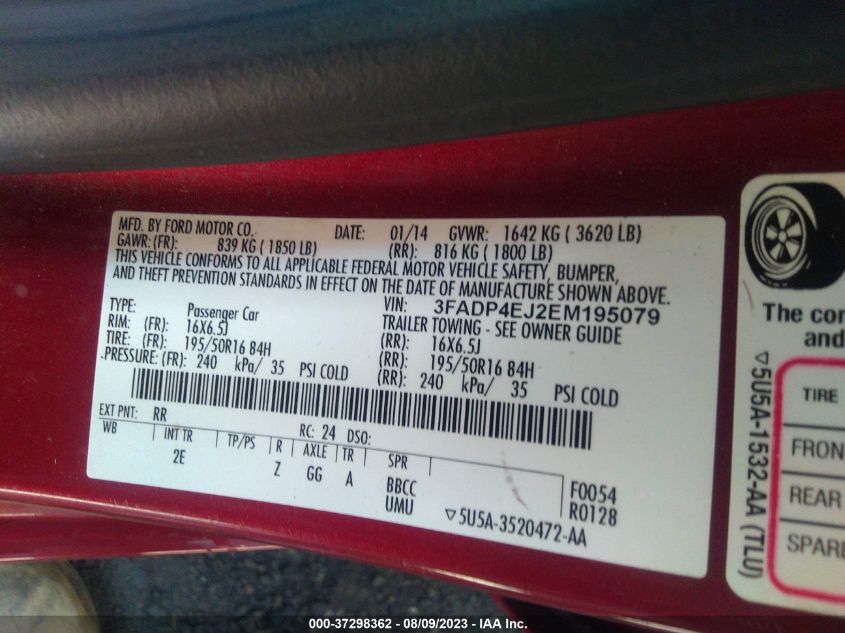 MFD. BY FORD MOTOR CO. DATE: 01/14 GVWR: 1642 KG ( 3620 LB)
GAWR: (FR): 839 KG ( 1850 LB) (RR): 816 KG ( 1800 LB)
THIS VEHICLE CONFORMS TO ALL APPLICABLE FEDERAL MOTOR VEHICLE SAFETY, BUMPER,
AND THEFT PREVENTION STANDARDS IN EFFECT ON THE DATE OF MANUFACTURE SHOWN ABOVE.
VIN: 3FADP4EJ2EM195079
TYPE: Passenger Car TRAILER TOWING - SEE OWNER GUIDE
RIM: (FR): 16X6.5J (RR): 16X6.5J
TIRE: (FR): 195/50R16 84H (RR): 195/50R16 84H
PRESSURE: (FR): 240 kPa/ 35 PSI COLD (RR): 240 kPa/ 35 PSI COLD
EXT PNT: RR RC: 24 DSO:
WB INT TR TP/PS R AXLE TR SPR
2E Z GG A BBCC F0054
UMU R0128
▽5U5A-3520472-AA
The con
and
▽5U5A-1532-AA (TLU)
TIRE
FRON
REAR
SPARE
000-37298362 - 08/09/2023 - IAA Inc.